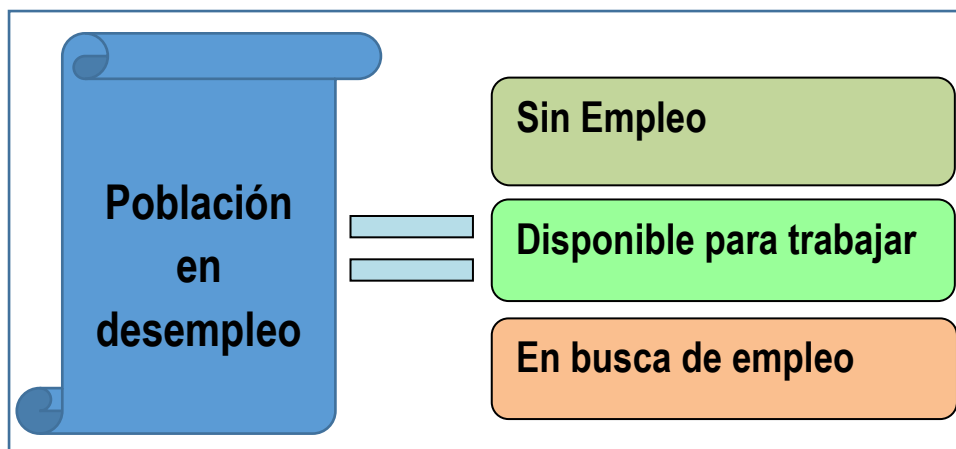 Población
en
desempleo
Sin Empleo
Disponible para trabajar
En busca de empleo